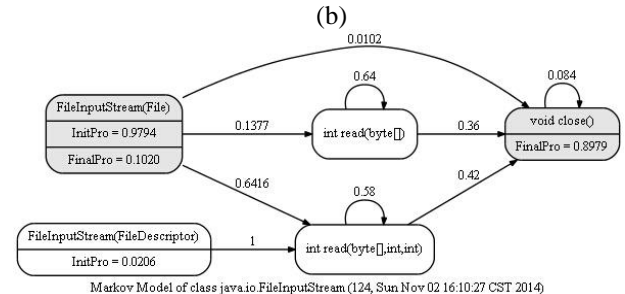 (b)
0.0102
0.64
0.084
FileInputStream(File)
InitPro = 0.9794
FinalPro = 0.1020
0.1377
int read(byte[])
0.36
void close()
FinalPro = 0.8979
0.6416
0.58
0.42
FileInputStream(FileDescriptor)
InitPro = 0.0206
1
int read(byte[],int,int)
Markov Model of class java.io.FileInputStream (124, Sun Nov 02 16:10:27 CST 2014)